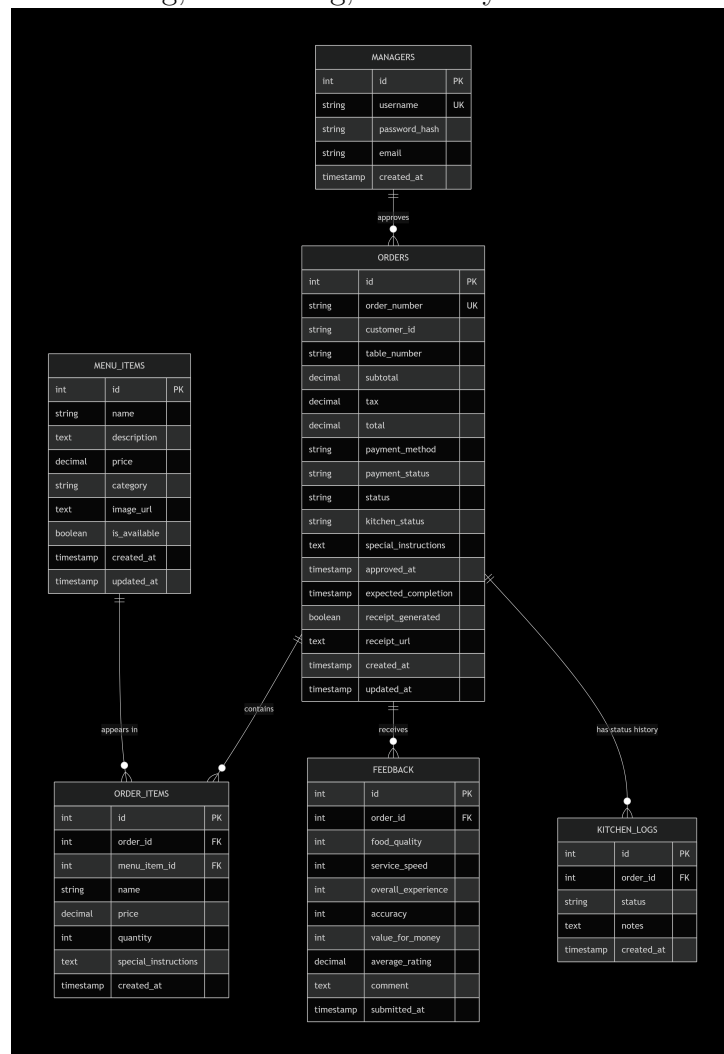 MANAGERS
int id PK
string username UK
string password_hash
string email
timestamp created_at
approves
ORDERS
int id PK
string order_number UK
string customer_id
string table_number
decimal subtotal
decimal tax
decimal total
string payment_method
string payment_status
string status
string kitchen_status
text special_instructions
timestamp approved_at
timestamp expected_completion
boolean receipt_generated
text receipt_url
timestamp created_at
timestamp updated_at
MENU_ITEMS
int id PK
string name
text description
decimal price
string category
text image_url
boolean is_available
timestamp created_at
timestamp updated_at
contains
appears in
receives
has status history
ORDER_ITEMS
int id PK
int order_id FK
int menu_item_id FK
string name
decimal price
int quantity
text special_instructions
timestamp created_at
FEEDBACK
int id PK
int order_id FK
int food_quality
int service_speed
int overall_experience
int accuracy
int value_for_money
decimal average_rating
text comment
timestamp submitted_at
KITCHEN_LOGS
int id PK
int order_id FK
string status
text notes
timestamp created_at